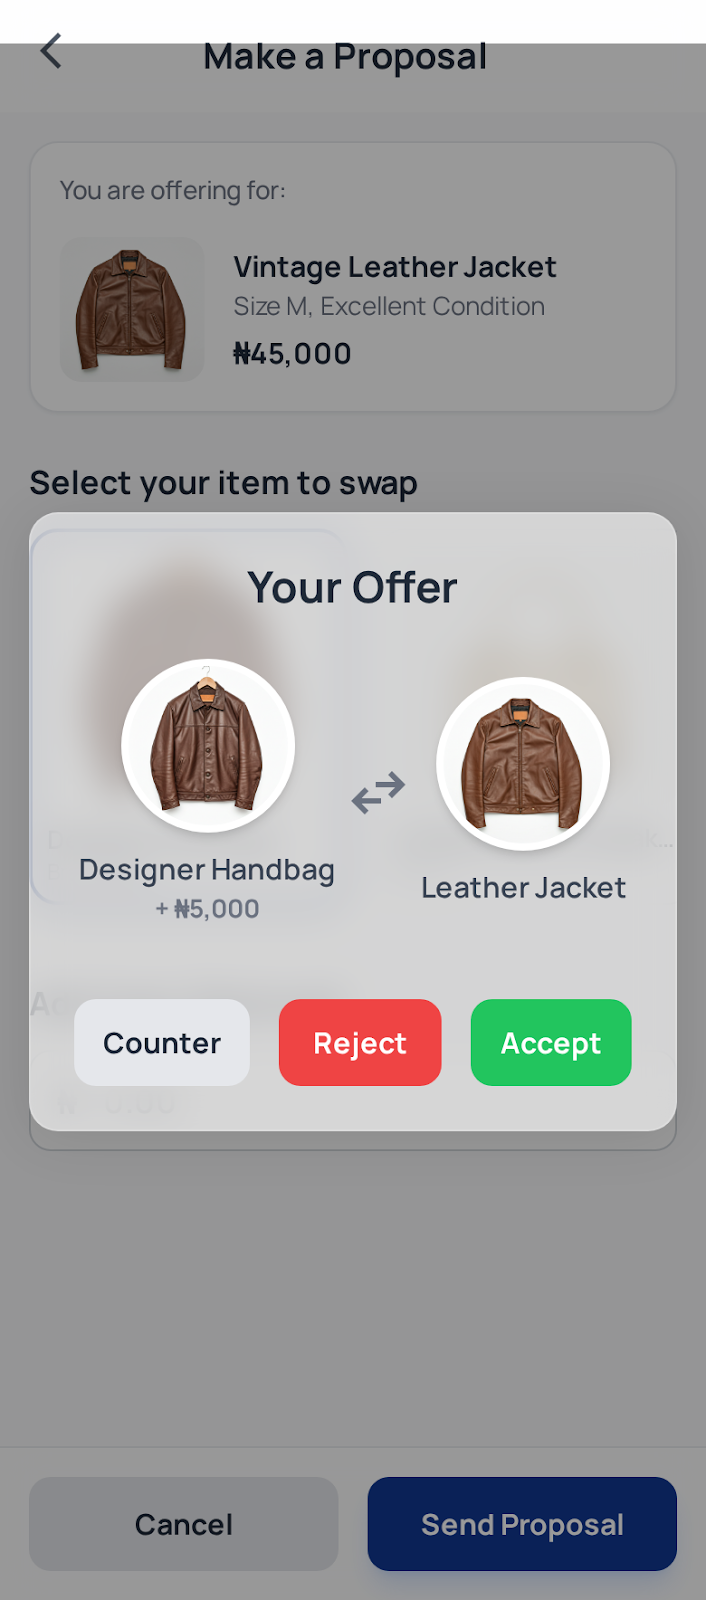 Make a Proposal
You are offering for:
Vintage Leather Jacket
Size M, Excellent Condition
₦45,000
Select your item to swap
Your Offer
Designer Handbag
+ ₦5,000
Leather Jacket
Counter
Reject
Accept
Cancel
Send Proposal